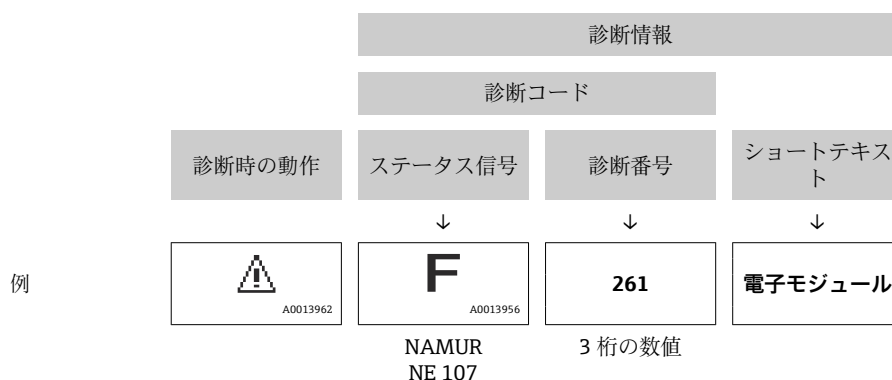 診断情報
診断コード
診断時の動作 ステータス信号 診断番号 ショートテキス
ト
↓ ↓ ↓
例 F 261 電子モジュール
A0013962 A0013956
NAMUR 3 桁の数値
NE 107